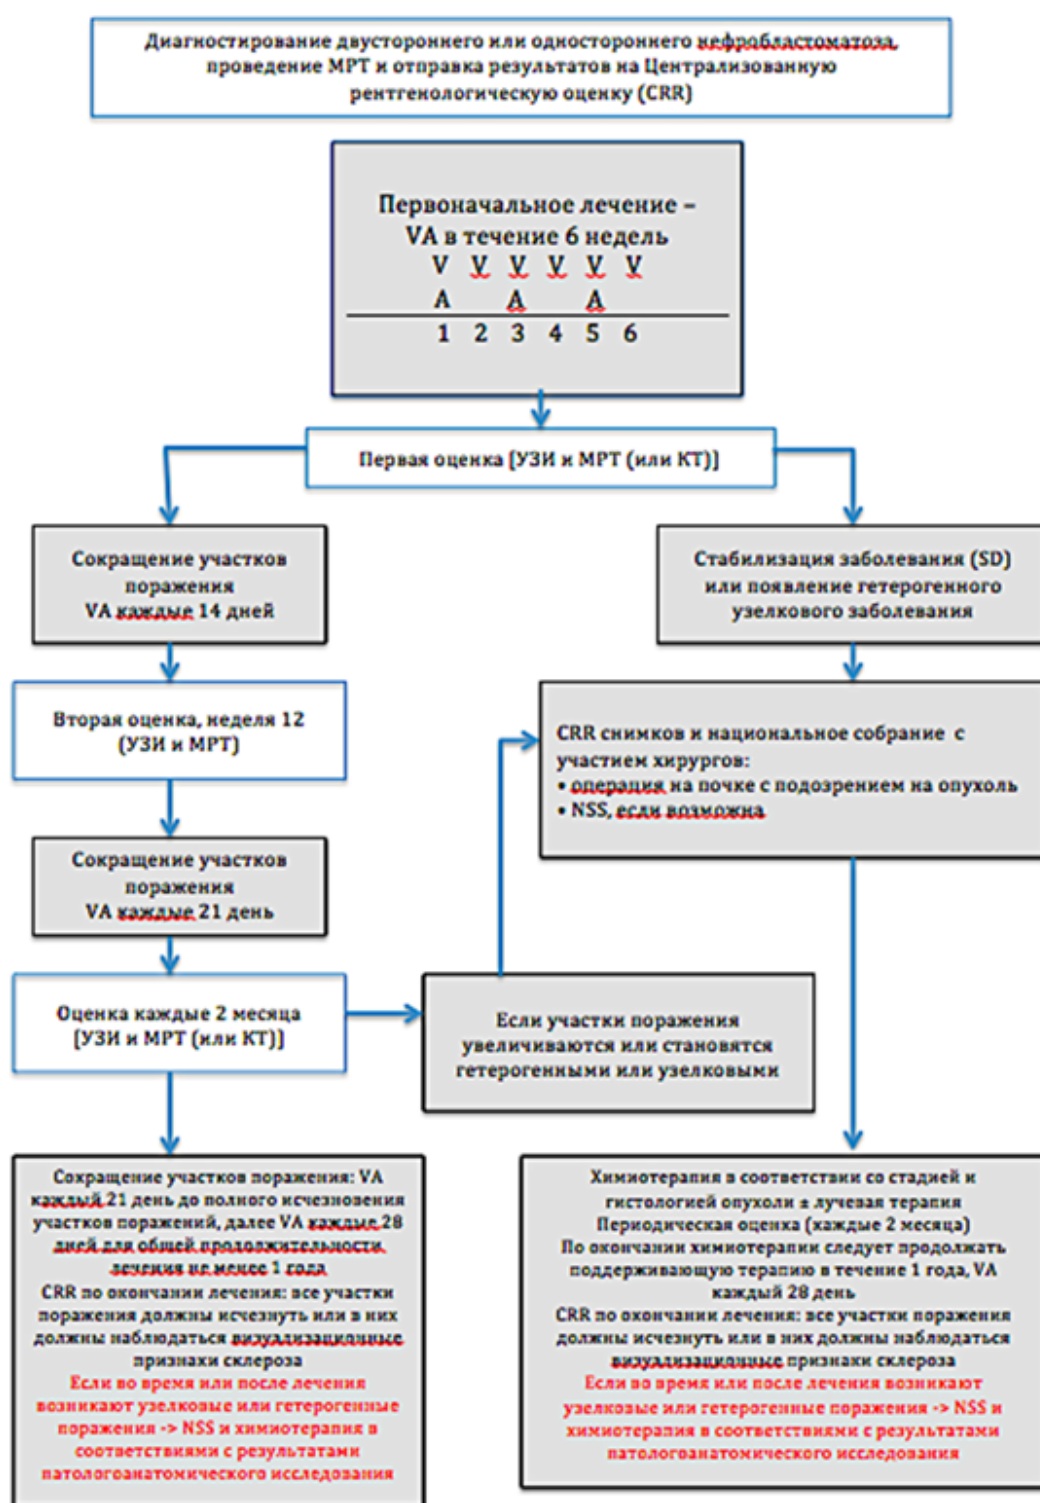 Диагностирование двустороннего или одностороннего нефробластоматоза,
проведение МРТ и отправка результатов на Централизованную
рентгенологическую оценку (CRR)
Первоначальное лечение –
VA в течение 6 недель
V V V V V V
A A A
1 2 3 4 5 6
Первая оценка [УЗИ и МРТ (или КТ)]
Сокращение участков
поражения
VA каждые 14 дней
Стабилизация заболевания (SD)
или появление гетерогенного
узелкового заболевания
Вторая оценка, неделя 12
(УЗИ и МРТ)
CRR снимков и национальное собрание с
участием хирургов:
• операция на почке с подозрением на опухоль
• NSS, если возможна
Сокращение участков
поражения
VA каждые 21 день
Оценка каждые 2 месяца
[УЗИ и МРТ (или КТ)]
Если участки поражения
увеличиваются или становятся
гетерогенными или узелковыми
Сокращение участков поражения: VA
каждый 21 день до полного исчезновения
участков поражений, далее VA каждые 28
дней для общей продолжительности
лечения не менее 1 года
CRR по окончании лечения: все участки
поражения должны исчезнуть или в них
должны наблюдаться визуализационные
признаки склероза
Если во время или после лечения
возникают узелковые или гетерогенные
поражения -> NSS и химиотерапия в
соответствиями с результатами
патологоанатомического исследования
Химиотерапия в соответствии со стадией и
гистологией опухоли ± лучевая терапия
Периодическая оценка (каждые 2 месяца)
По окончании химиотерапии следует продолжать
поддерживающую терапию в течение 1 года, VA
каждый 28 день
CRR по окончании лечения: все участки поражения
должны исчезнуть или в них должны наблюдаться
визуализационные признаки склероза
Если во время или после лечения возникают
узелковые или гетерогенные поражения -> NSS и
химиотерапия в соответствиями с результатами
патологоанатомического исследования